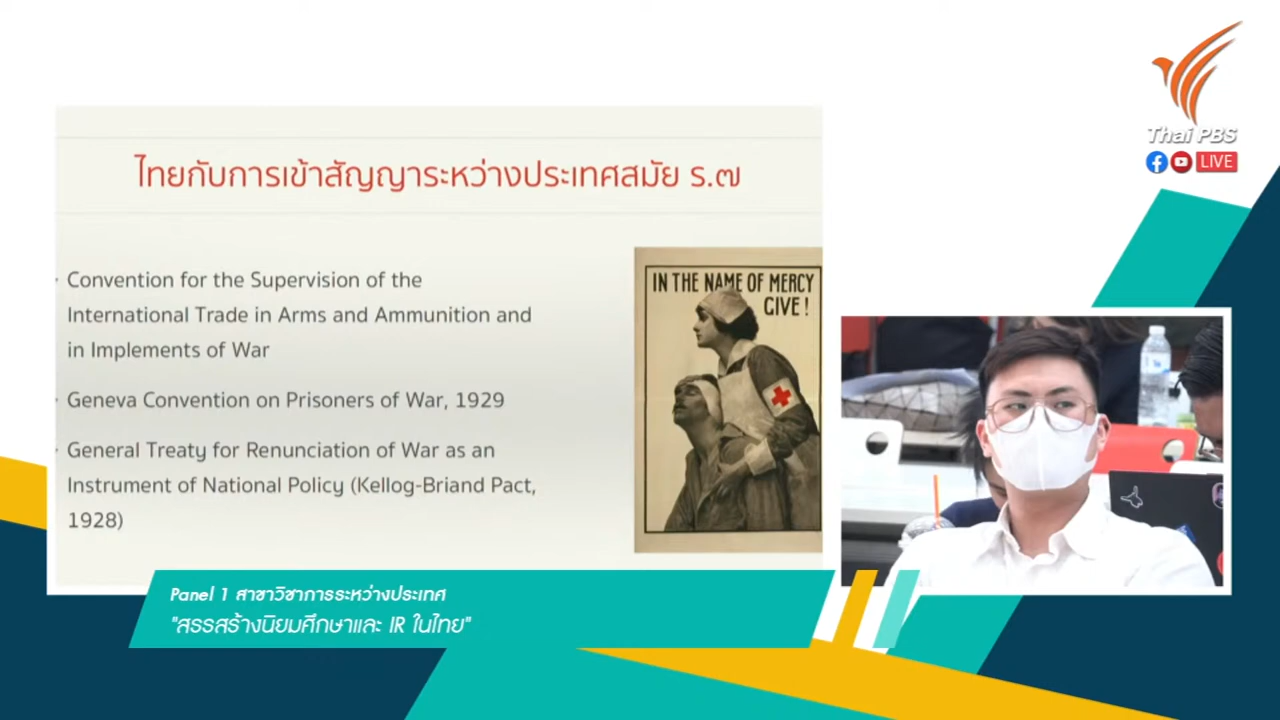 Thai PBS
LIVE
ไทยกับการเข้าสัญญาระหว่างประเทศสมัย ร.๗
Convention for the Supervision of the
International Trade in Arms and Ammunition and
in Implements of War
Geneva Convention on Prisoners of War, 1929
General Treaty for Renunciation of War as an
Instrument of National Policy (Kellog-Briand Pact,
1928)
IN THE NAME OF MERCY
GIVE!
Panel 1 สาขาวิชาการระหว่างประเทศ
"สรรสร้างนิยมศึกษาและ IR ในไทย"